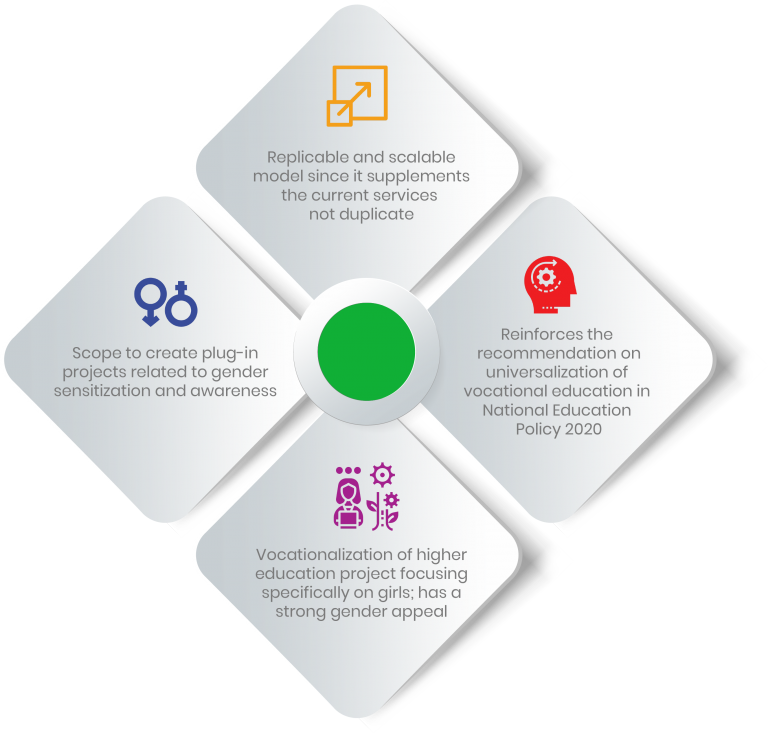 Replicable and scalable
model since it supplements
the current services
not duplicate
Scope to create plug-in
projects related to gender
sensitization and awareness
Reinforces the
recommendation on
universalization of
vocational education in
National Education
Policy 2020
Vocationalization of higher
education project focusing
specifically on girls; has a
strong gender appeal